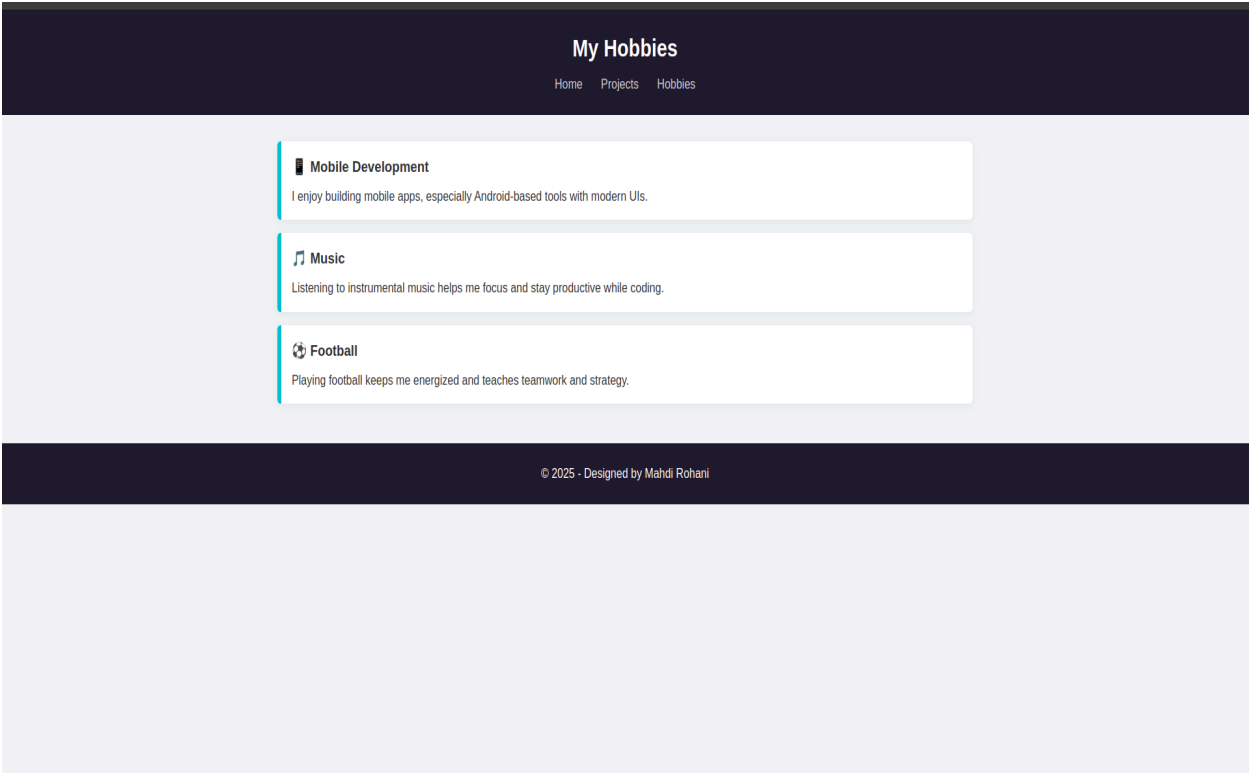 My Hobbies
Home Projects Hobbies
📱 Mobile Development
I enjoy building mobile apps, especially Android-based tools with modern UIs.
🎵 Music
Listening to instrumental music helps me focus and stay productive while coding.
⚽ Football
Playing football keeps me energized and teaches teamwork and strategy.
© 2025 - Designed by Mahdi Rohani